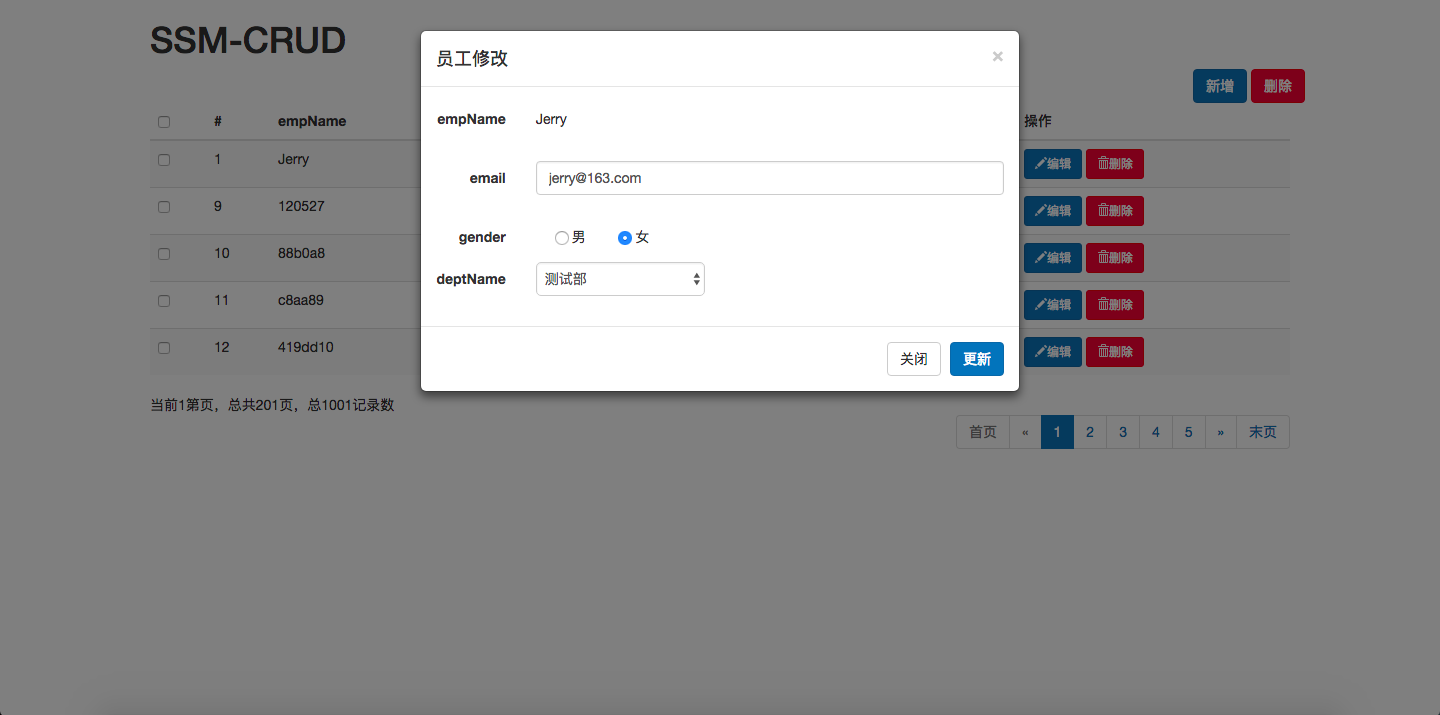 SSM-CRUD
新增 删除
# empName 操作
1 Jerry 编辑 删除
9 120527 编辑 删除
10 88b0a8 编辑 删除
11 c8aa89 编辑 删除
12 419dd10 编辑 删除
当前1第页，总共201页，总1001记录数
首页 « 1 2 3 4 5 » 末页
员工修改 ×
empName Jerry
email jerry@163.com
gender 男 女
deptName 测试部
关闭 更新